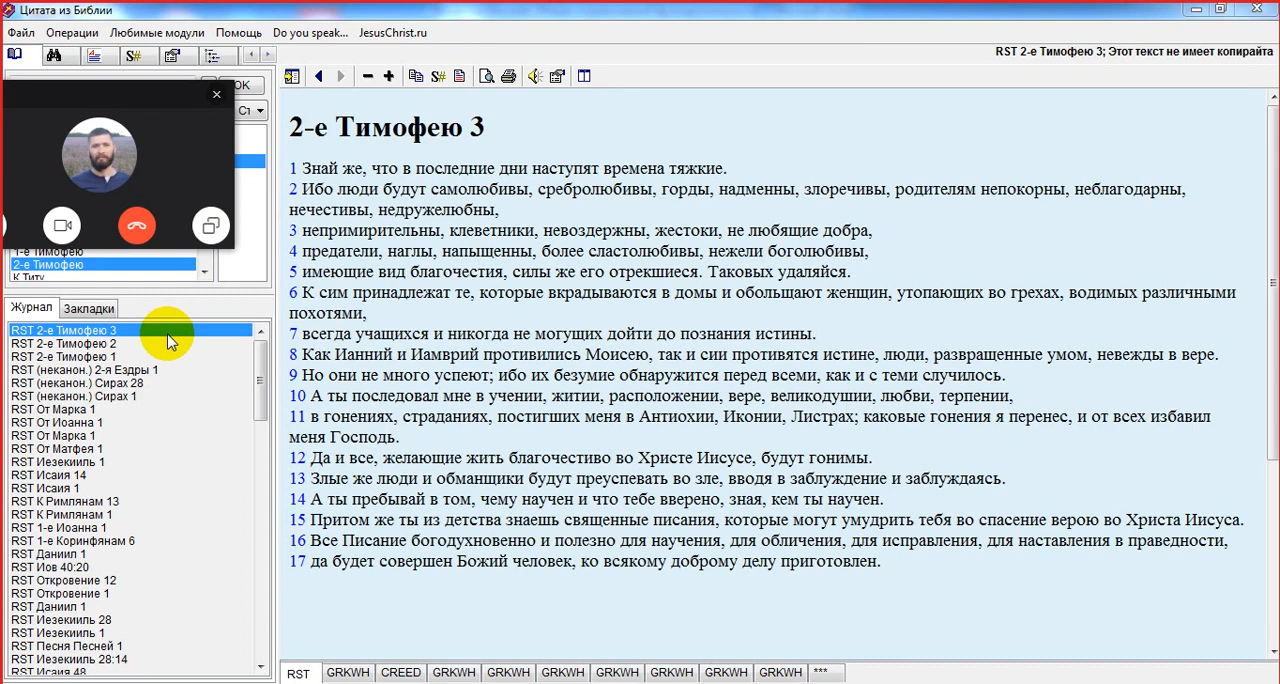 Цитата из Библии
Файл Операции Любимые модули Помощь Do you speak... JesusChrist.ru
S#
RST 2-е Тимофею 3; Этот текст не имеет копирайта
OK
S#
Ст
1-е Тимофею
2-е Тимофею
К Титу
Журнал Закладки
RST 2-е Тимофею 3
RST 2-е Тимофею 2
RST 2-е Тимофею 1
RST (неканон.) 2-я Ездры 1
RST (неканон.) Сирах 28
RST (неканон.) Сирах 1
RST От Марка 1
RST От Иоанна 1
RST От Марка 1
RST От Матфея 1
RST Иезекииль 1
RST Исаия 14
RST Исаия 1
RST К Римлянам 13
RST К Римлянам 1
RST 1-е Иоанна 1
RST 1-е Коринфянам 6
RST Даниил 1
RST Иов 40:20
RST Откровение 12
RST Откровение 1
RST Даниил 1
RST Иезекииль 28
RST Иезекииль 1
RST Песня Песней 1
RST Иезекииль 28:14
RST Исаия 48
2-е Тимофею 3
1 Знай же, что в последние дни наступят времена тяжкие.
2 Ибо люди будут самолюбивы, сребролюбивы, горды, надменны, злоречивы, родителям непокорны, неблагодарны,
нечестивы, недружелюбны,
3 непримирительны, клеветники, невоздержны, жестоки, не любящие добра,
4 предатели, наглы, напыщенны, более сластолюбивы, нежели боголюбивы,
5 имеющие вид благочестия, силы же его отрекшиеся. Таковых удаляйся.
6 К сим принадлежат те, которые вкрадываются в домы и обольщают женщин, утопающих во грехах, водимых различными
похотями,
7 всегда учащихся и никогда не могущих дойти до познания истины.
8 Как Ианний и Иамврий противились Моисею, так и сии противятся истине, люди, развращенные умом, невежды в вере.
9 Но они не много успеют; ибо их безумие обнаружится перед всеми, как и с теми случилось.
10 А ты последовал мне в учении, житии, расположении, вере, великодушии, любви, терпении,
11 в гонениях, страданиях, постигших меня в Антиохии, Иконии, Листрах; каковые гонения я перенес, и от всех избавил
меня Господь.
12 Да и все, желающие жить благочестиво во Христе Иисусе, будут гонимы.
13 Злые же люди и обманщики будут преуспевать во зле, вводя в заблуждение и заблуждаясь.
14 А ты пребывай в том, чему научен и что тебе вверено, зная, кем ты научен.
15 Притом же ты из детства знаешь священные писания, которые могут умудрить тебя во спасение верою во Христа Иисуса.
16 Все Писание богодухновенно и полезно для научения, для обличения, для исправления, для наставления в праведности,
17 да будет совершен Божий человек, ко всякому доброму делу приготовлен.
RST GRKWH CREED GRKWH GRKWH GRKWH GRKWH GRKWH GRKWH GRKWH ***